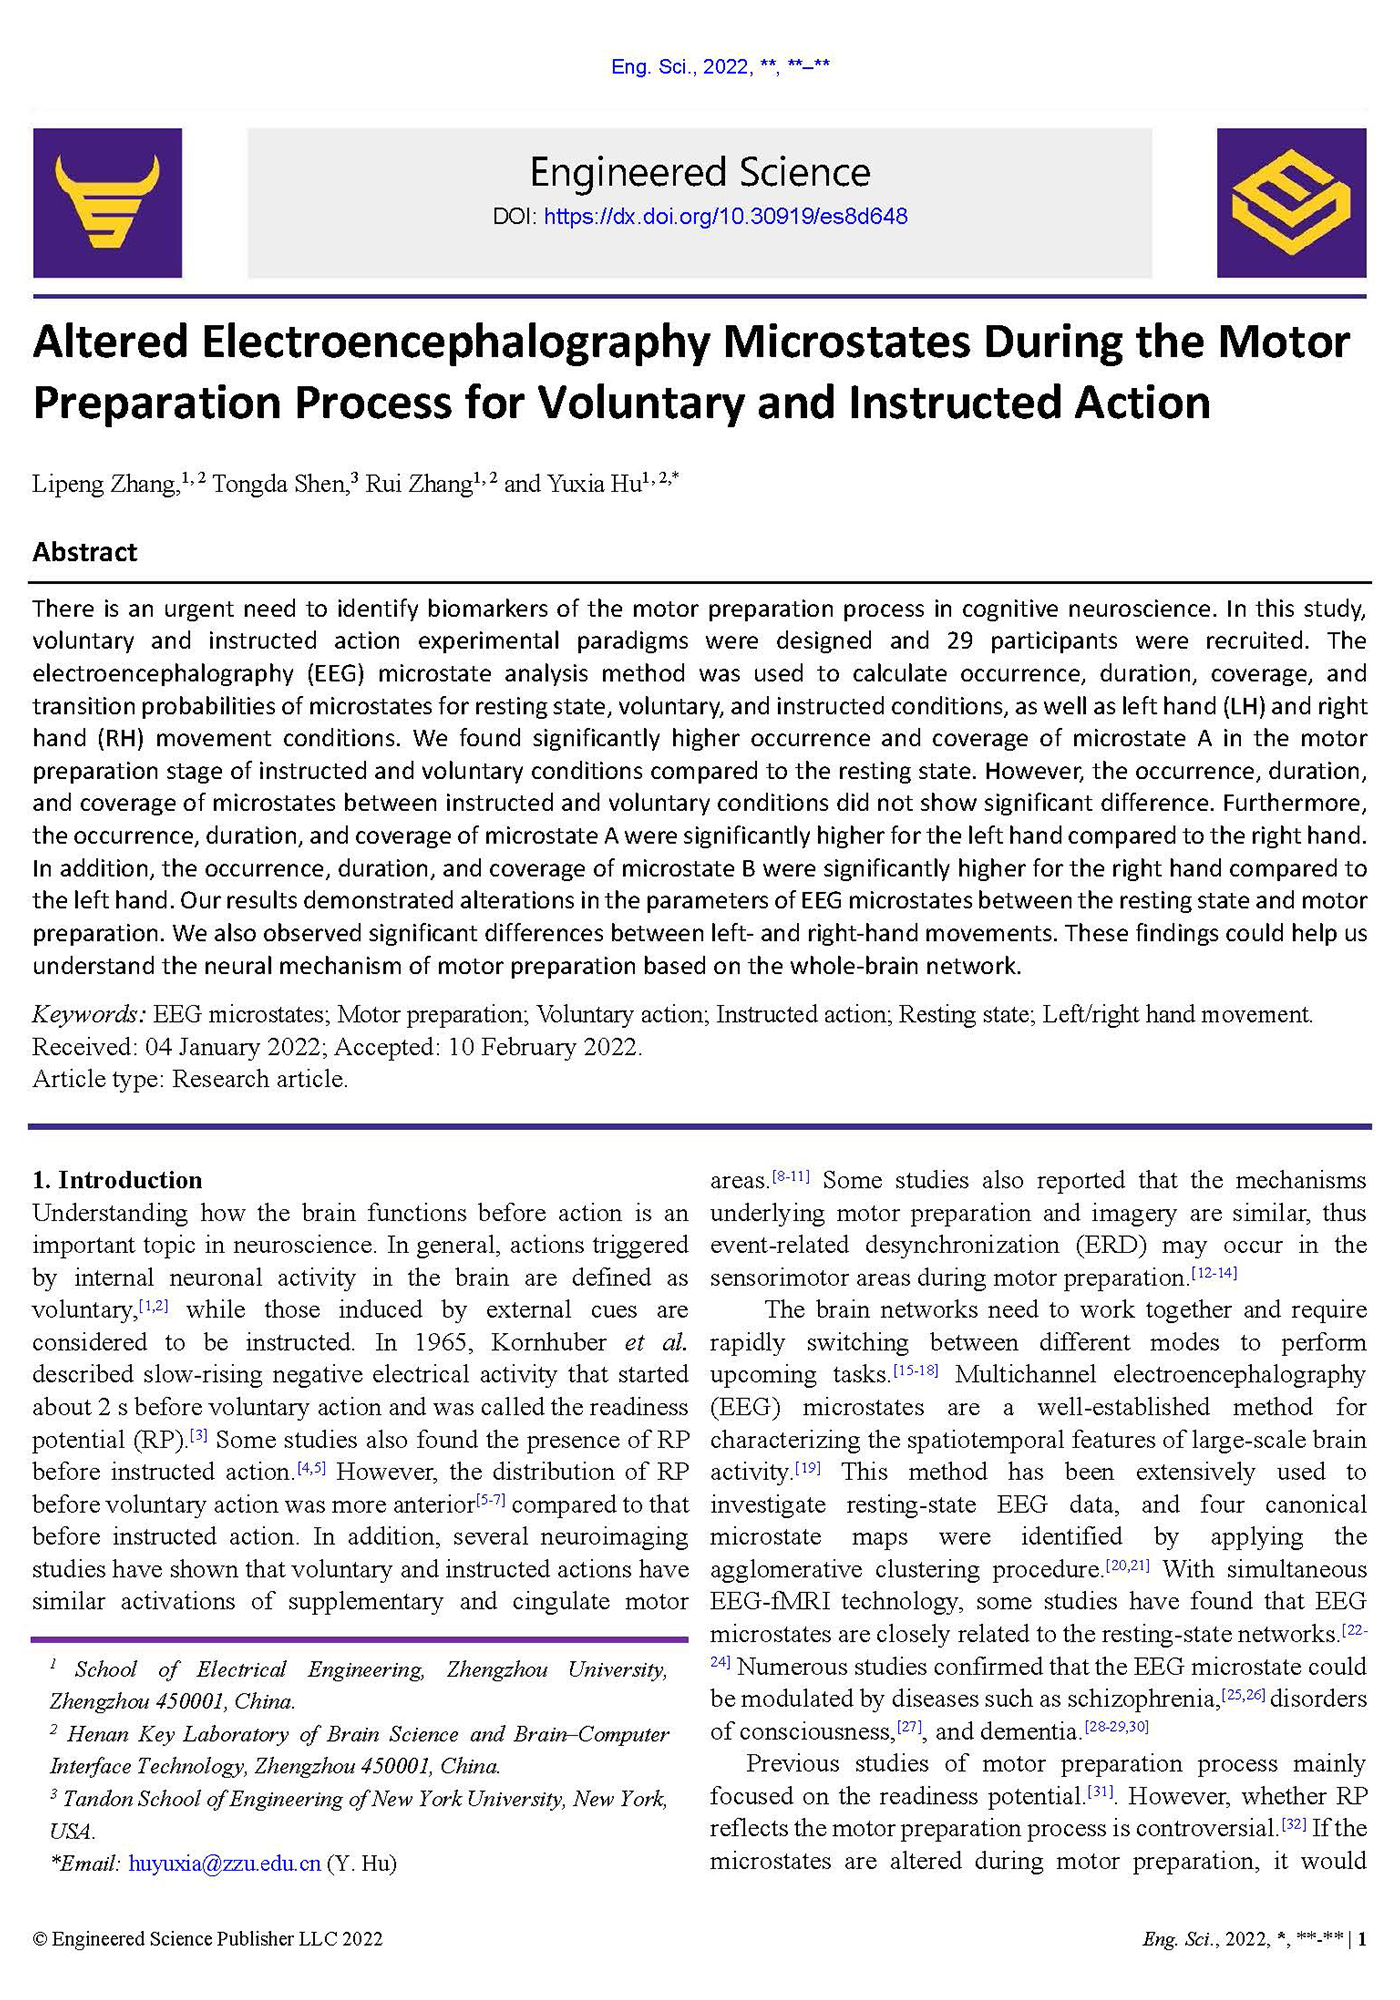 Eng. Sci., 2022, **, **–**
Engineered Science
DOI: https://dx.doi.org/10.30919/es8d648
Altered Electroencephalography Microstates During the Motor
Preparation Process for Voluntary and Instructed Action
Lipeng Zhang,1, 2 Tongda Shen,3 Rui Zhang1, 2 and Yuxia Hu1, 2,*
Abstract
There is an urgent need to identify biomarkers of the motor preparation process in cognitive neuroscience. In this study,
voluntary and instructed action experimental paradigms were designed and 29 participants were recruited. The
electroencephalography (EEG) microstate analysis method was used to calculate occurrence, duration, coverage, and
transition probabilities of microstates for resting state, voluntary, and instructed conditions, as well as left hand (LH) and right
hand (RH) movement conditions. We found significantly higher occurrence and coverage of microstate A in the motor
preparation stage of instructed and voluntary conditions compared to the resting state. However, the occurrence, duration,
and coverage of microstates between instructed and voluntary conditions did not show significant difference. Furthermore,
the occurrence, duration, and coverage of microstate A were significantly higher for the left hand compared to the right hand.
In addition, the occurrence, duration, and coverage of microstate B were significantly higher for the right hand compared to
the left hand. Our results demonstrated alterations in the parameters of EEG microstates between the resting state and motor
preparation. We also observed significant differences between left- and right-hand movements. These findings could help us
understand the neural mechanism of motor preparation based on the whole-brain network.
Keywords: EEG microstates; Motor preparation; Voluntary action; Instructed action; Resting state; Left/right hand movement.
Received: 04 January 2022; Accepted: 10 February 2022.
Article type: Research article.
1. Introduction
Understanding how the brain functions before action is an
important topic in neuroscience. In general, actions triggered
by internal neuronal activity in the brain are defined as
voluntary,[1,2] while those induced by external cues are
considered to be instructed. In 1965, Kornhuber et al.
described slow-rising negative electrical activity that started
about 2 s before voluntary action and was called the readiness
potential (RP).[3] Some studies also found the presence of RP
before instructed action.[4,5] However, the distribution of RP
before voluntary action was more anterior[5-7] compared to that
before instructed action. In addition, several neuroimaging
studies have shown that voluntary and instructed actions have
similar activations of supplementary and cingulate motor
1 School of Electrical Engineering, Zhengzhou University,
Zhengzhou 450001, China.
2 Henan Key Laboratory of Brain Science and Brain–Computer
Interface Technology, Zhengzhou 450001, China.
3 Tandon School of Engineering of New York University, New York,
USA.
*Email: huyuxia@zzu.edu.cn (Y. Hu)
areas.[8-11] Some studies also reported that the mechanisms
underlying motor preparation and imagery are similar, thus
event-related desynchronization (ERD) may occur in the
sensorimotor areas during motor preparation.[12-14]
The brain networks need to work together and require
rapidly switching between different modes to perform
upcoming tasks.[15-18] Multichannel electroencephalography
(EEG) microstates are a well-established method for
characterizing the spatiotemporal features of large-scale brain
activity.[19] This method has been extensively used to
investigate resting-state EEG data, and four canonical
microstate maps were identified by applying the
agglomerative clustering procedure.[20,21] With simultaneous
EEG-fMRI technology, some studies have found that EEG
microstates are closely related to the resting-state networks.[22-
24] Numerous studies confirmed that the EEG microstate could
be modulated by diseases such as schizophrenia,[25,26] disorders
of consciousness,[27], and dementia.[28-29,30]
Previous studies of motor preparation process mainly
focused on the readiness potential.[31]. However, whether RP
reflects the motor preparation process is controversial.[32] If the
microstates are altered during motor preparation, it would
© Engineered Science Publisher LLC 2022
Eng. Sci., 2022, *, **-** | 1